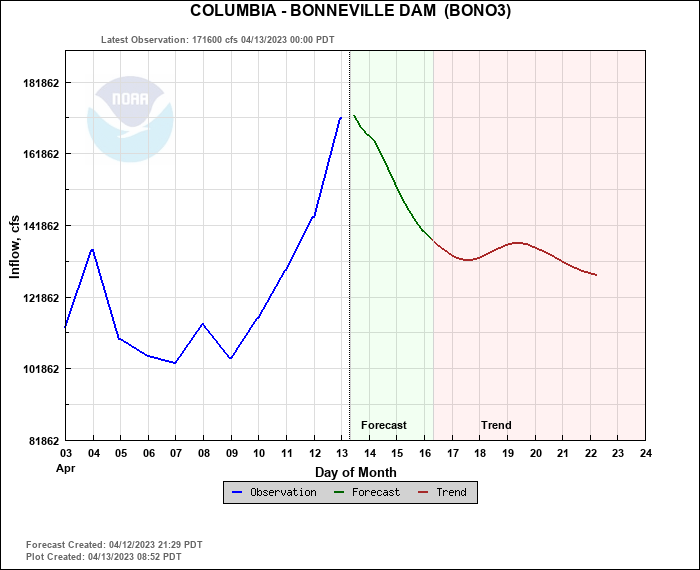 COLUMBIA - BONNEVILLE DAM (BONO3)
Latest Observation: 171600 cfs 04/13/2023 00:00 PDT
NOAA
Inflow, cfs
181862
161862
141862
121862
101862
81862
Forecast Trend
03 04 05 06 07 08 09 10 11 12 13 14 15 16 17 18 19 20 21 22 23 24
Apr
Day of Month
Observation Forecast Trend
Forecast Created: 04/12/2023 21:29 PDT
Plot Created: 04/13/2023 08:52 PDT